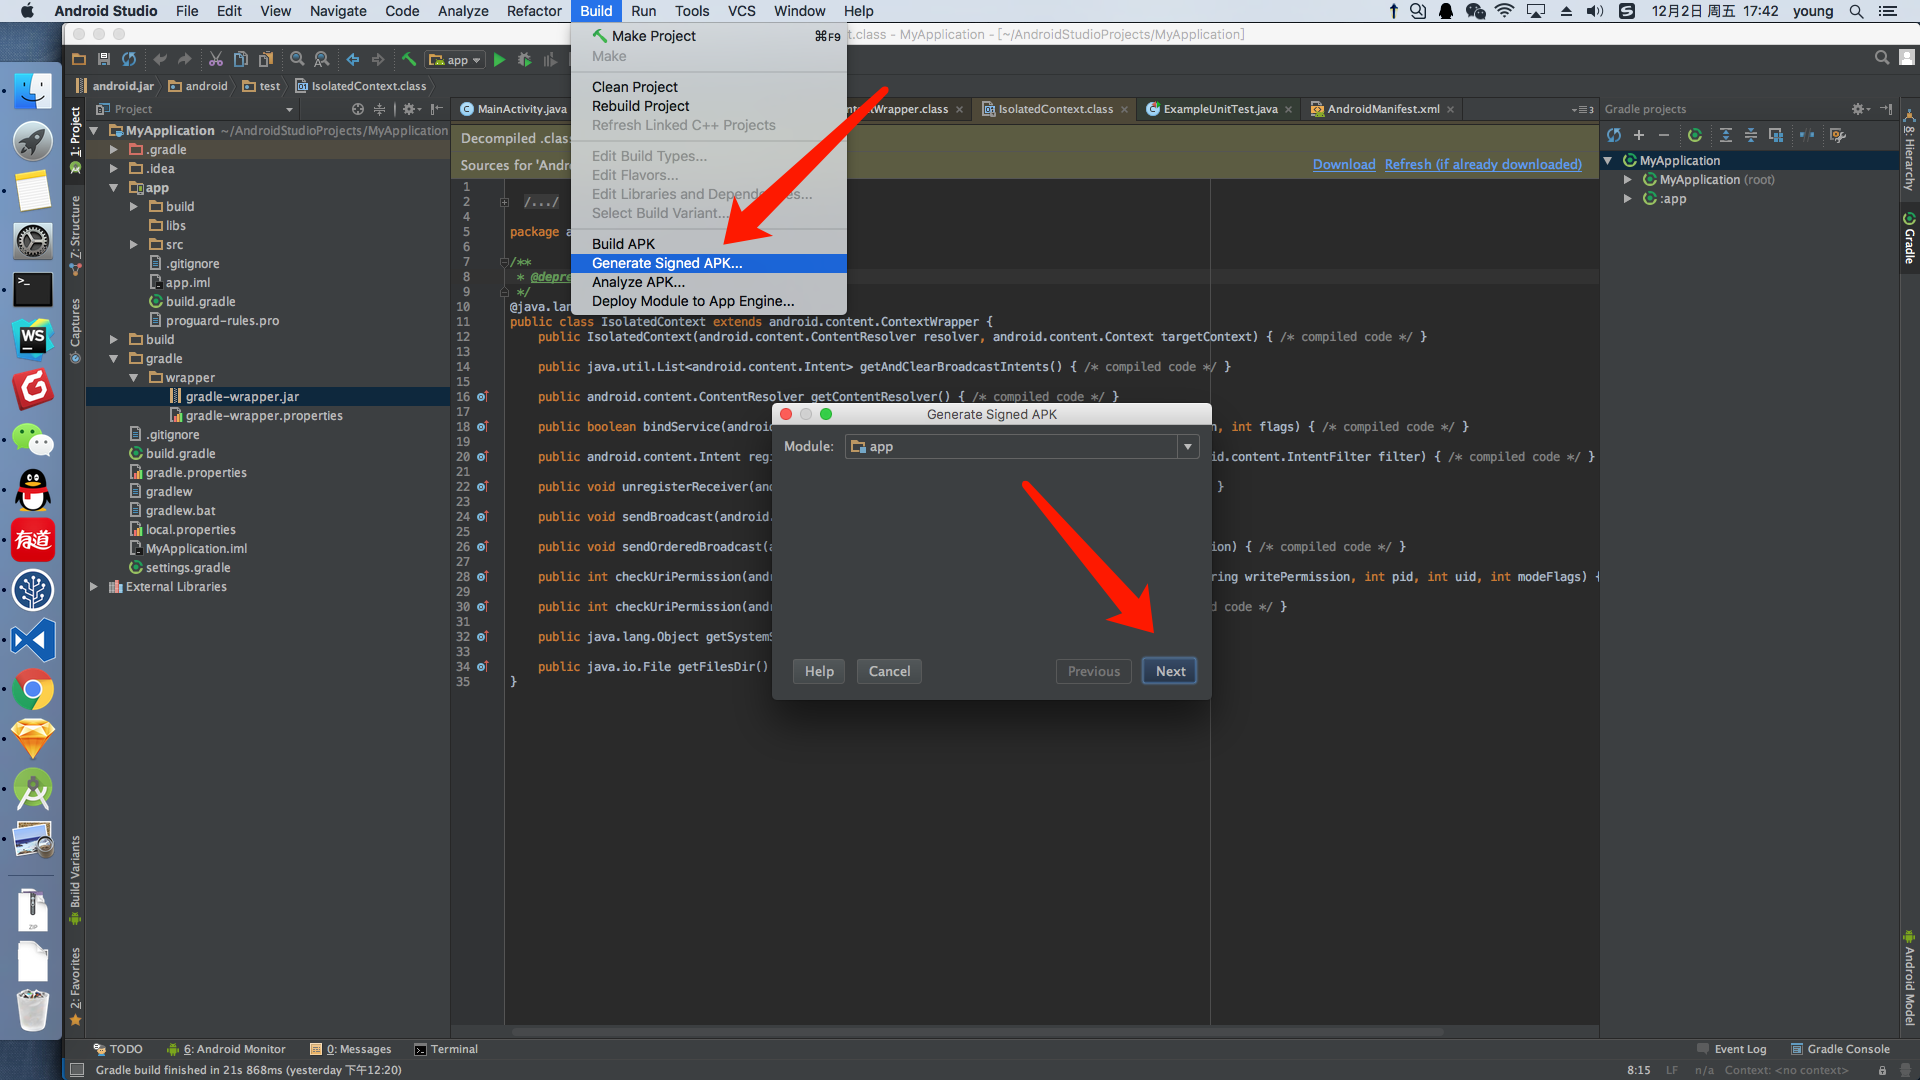 Android Studio File Edit View Navigate Code Analyze Refactor Build Run Tools VCS Window Help 12月2日 周五 17:42 young
t.class - MyApplication - [~/AndroidStudioProjects/MyApplication]
Make Project ⌘F9
Make
Clean Project
Rebuild Project
Refresh Linked C++ Projects
Edit Build Types...
Edit Flavors...
Edit Libraries and Depende es...
Select Build Variant...
Build APK
Generate Signed APK...
Analyze APK...
Deploy Module to App Engine...
app
android.jar android test IsolatedContext.class
Project
MyApplication ~/AndroidStudioProjects/MyApplication
.gradle
.idea
app
build
libs
src
.gitignore
app.iml
build.gradle
proguard-rules.pro
build
gradle
wrapper
gradle-wrapper.jar
gradle-wrapper.properties
.gitignore
build.gradle
gradle.properties
gradlew
gradlew.bat
local.properties
MyApplication.iml
settings.gradle
External Libraries
1: Project
7: Structure
Captures
Build Variants
2: Favorites
WS
有道
ZIP
MainActivity.java ntextWrapper.class IsolatedContext.class ExampleUnitTest.java AndroidManifest.xml
Decompiled .clas
Sources for 'Andr Download Refresh (if already downloaded)
1
2 /.../
4
5 package a
6
7 /**
8 * @depre
9 */
10 @java.lan
11 public class IsolatedContext extends android.content.ContextWrapper {
12 public IsolatedContext(android.content.ContentResolver resolver, android.content.Context targetContext) { /* compiled code */ }
13
14 public java.util.List<android.content.Intent> getAndClearBroadcastIntents() { /* compiled code */ }
15
16 public android.content.ContentResolver getContentResolver() { /* compiled code */ }
17
18 public boolean bindService(androi n, int flags) { /* compiled code */ }
19
20 public android.content.Intent regi id.content.IntentFilter filter) { /* compiled code */ }
21
22 public void unregisterReceiver(and }
23
24 public void sendBroadcast(android.
25
26 public void sendOrderedBroadcast(a ion) { /* compiled code */ }
27
28 public int checkUriPermission(andr ring writePermission, int pid, int uid, int modeFlags) {
29
30 public int checkUriPermission(andr d code */ }
31
32 public java.lang.Object getSystemS
33
34 public java.io.File getFilesDir()
35 }
Generate Signed APK
Module: app
Help Cancel Previous Next
Gradle projects
MyApplication
MyApplication (root)
:app
8: Hierarchy
Gradle
Android Model
TODO 6: Android Monitor 0: Messages Terminal Event Log Gradle Console
Gradle build finished in 21s 868ms (yesterday 下午12:20) 8:15 LF n/a Context: <no context>